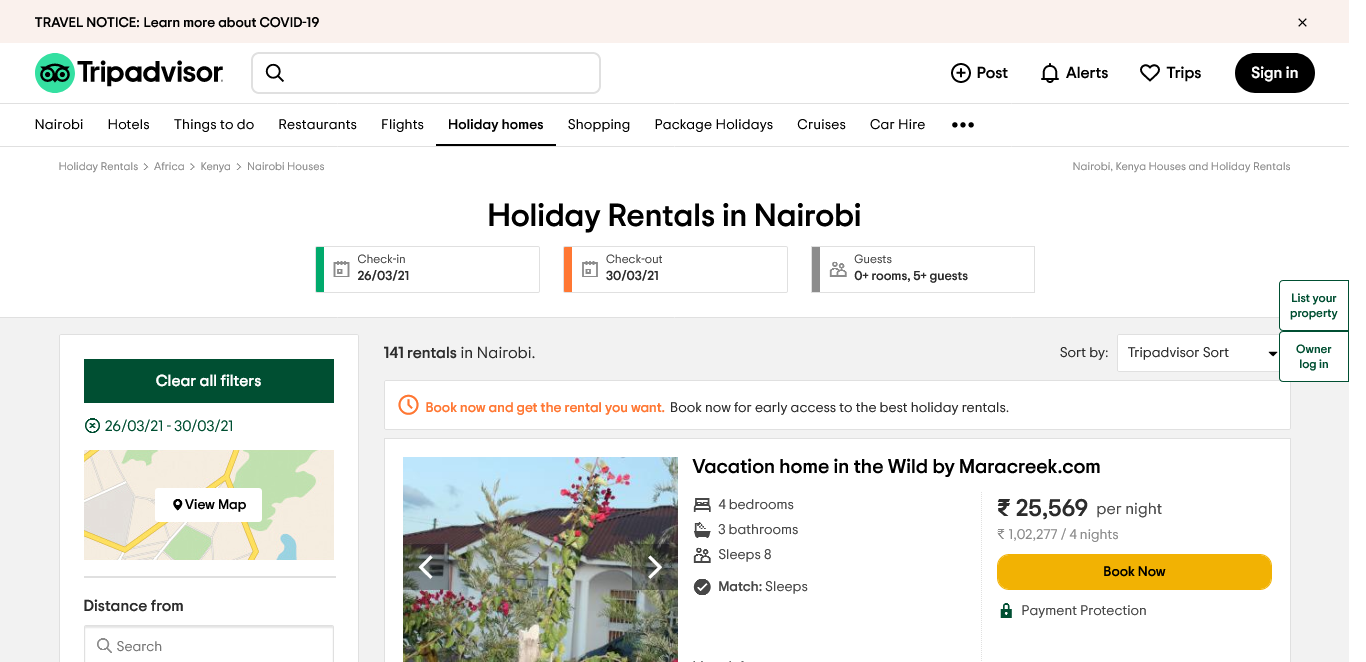 TRAVEL NOTICE: Learn more about COVID-19
Tripadvisor
Post
Alerts
Trips
Sign in
Nairobi
Hotels
Things to do
Restaurants
Flights
Holiday homes
Shopping
Package Holidays
Cruises
Car Hire
Holiday Rentals > Africa > Kenya > Nairobi Houses
Nairobi, Kenya Houses and Holiday Rentals
Holiday Rentals in Nairobi
Check-in
26/03/21
Check-out
30/03/21
Guests
0+ rooms, 5+ guests
List your
property
Owner
log in
Clear all filters
26/03/21 - 30/03/21
View Map
Distance from
Search
141 rentals in Nairobi.
Sort by:
Tripadvisor Sort
Book now and get the rental you want. Book now for early access to the best holiday rentals.
Vacation home in the Wild by Maracreek.com
4 bedrooms
3 bathrooms
Sleeps 8
Match: Sleeps
₹ 25,569 per night
₹ 1,02,277 / 4 nights
Book Now
Payment Protection